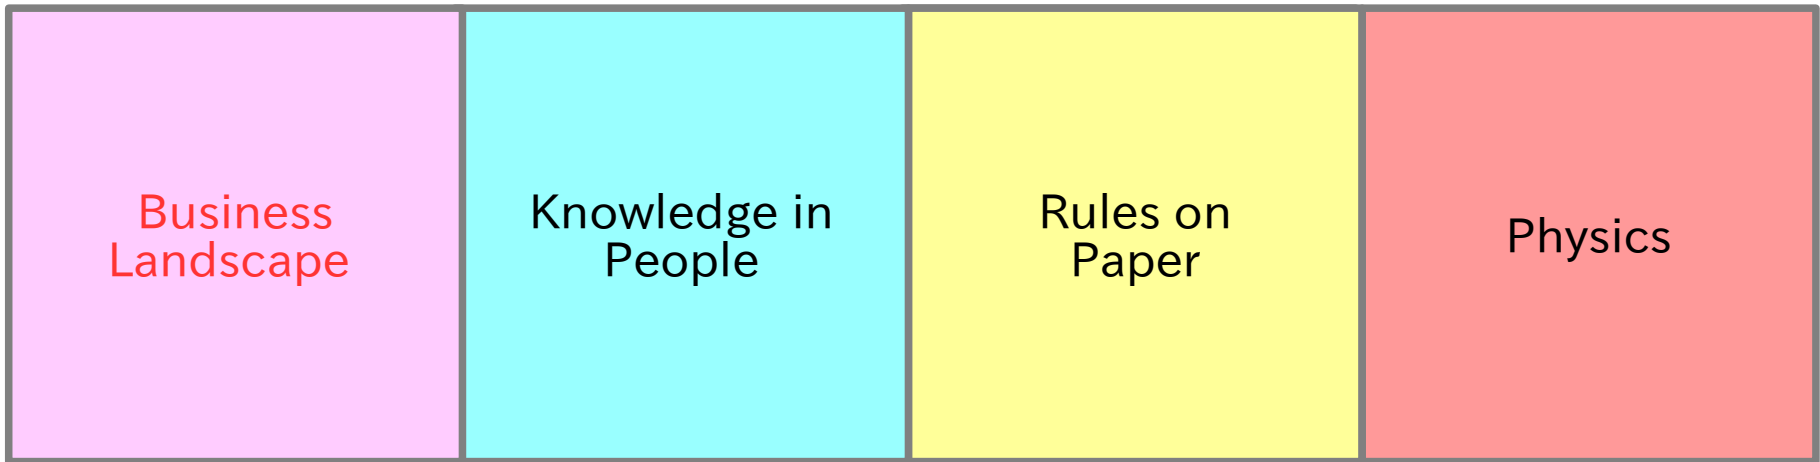 Business
Landscape
Knowledge in
People
Rules on
Paper
Physics